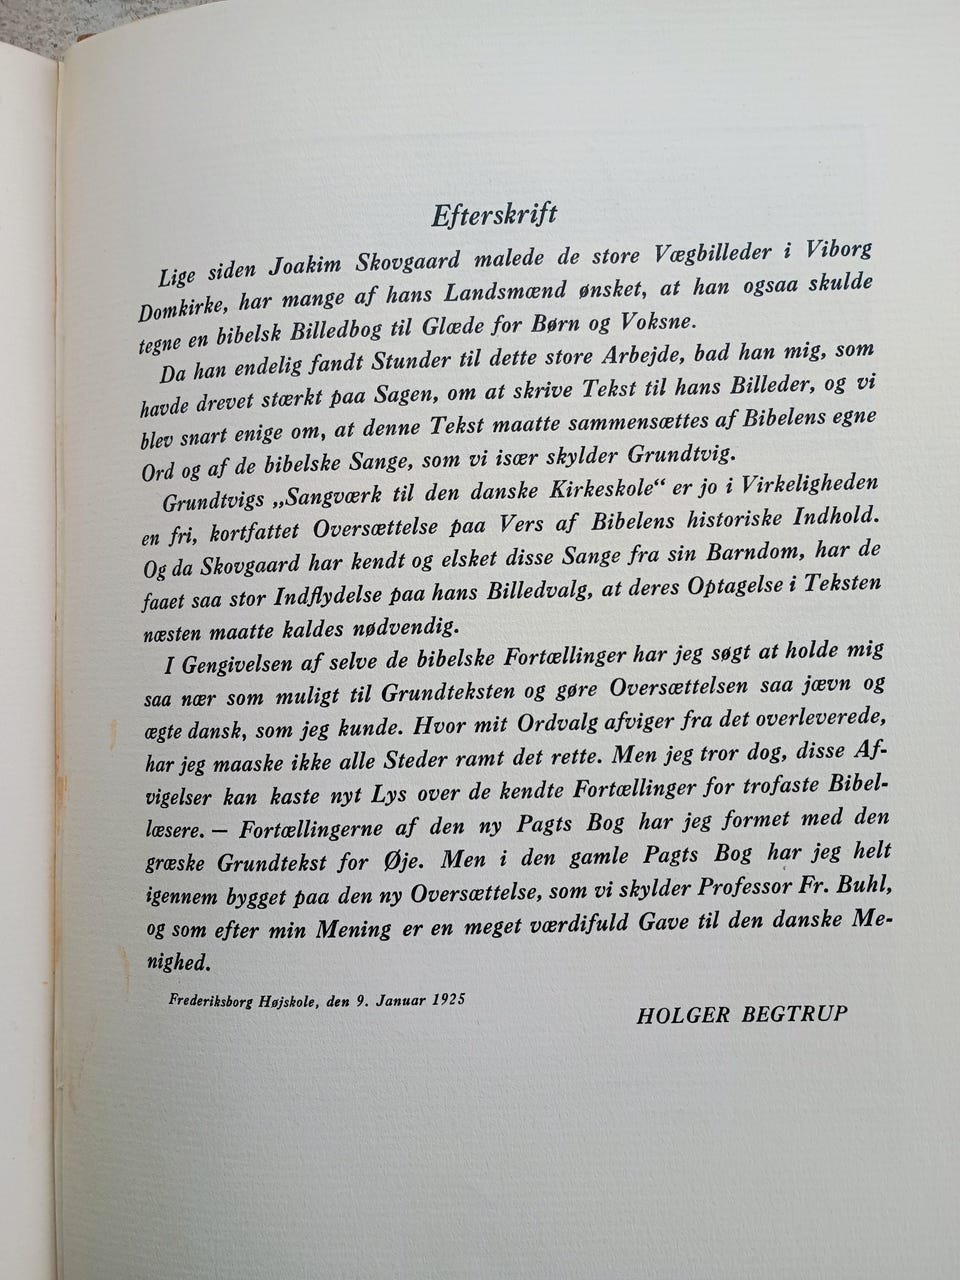 Efterskrift
Lige siden Joakim Skovgaard malede de store Vægbilleder i Viborg
Domkirke, har mange af hans Landsmænd ønsket, at han ogsaa skulde
tegne en bibelsk Billedbog til Glæde for Børn og Voksne.
Da han endelig fandt Stunder til dette store Arbejde, bad han mig, som
havde drevet stærkt paa Sagen, om at skrive Tekst til hans Billeder, og vi
blev snart enige om, at denne Tekst maatte sammensættes af Bibelens egne
Ord og af de bibelske Sange, som vi især skylder Grundtvig.
Grundtvigs „Sangværk til den danske Kirkeskole“ er jo i Virkeligheden
en fri, kortfattet Oversættelse paa Vers af Bibelens historiske Indhold.
Og da Skovgaard har kendt og elsket disse Sange fra sin Barndom, har de
faaet saa stor Indflydelse paa hans Billedvalg, at deres Optagelse i Teksten
næsten maatte kaldes nødvendig.
I Gengivelsen af selve de bibelske Fortællinger har jeg søgt at holde mig
saa nær som muligt til Grundteksten og gøre Oversættelsen saa jævn og
ægte dansk, som jeg kunde. Hvor mit Ordvalg afviger fra det overleverede,
har jeg maaske ikke alle Steder ramt det rette. Men jeg tror dog, disse Af-
vigelser kan kaste nyt Lys over de kendte Fortællinger for trofaste Bibel-
læsere. — Fortællingerne af den ny Pagts Bog har jeg formet med den
græske Grundtekst for Øje. Men i den gamle Pagts Bog har jeg helt
igennem bygget paa den ny Oversættelse, som vi skylder Professor Fr. Buhl,
og som efter min Mening er en meget værdifuld Gave til den danske Me-
nighed.
Frederiksborg Højskole, den 9. Januar 1925
HOLGER BEGTRUP